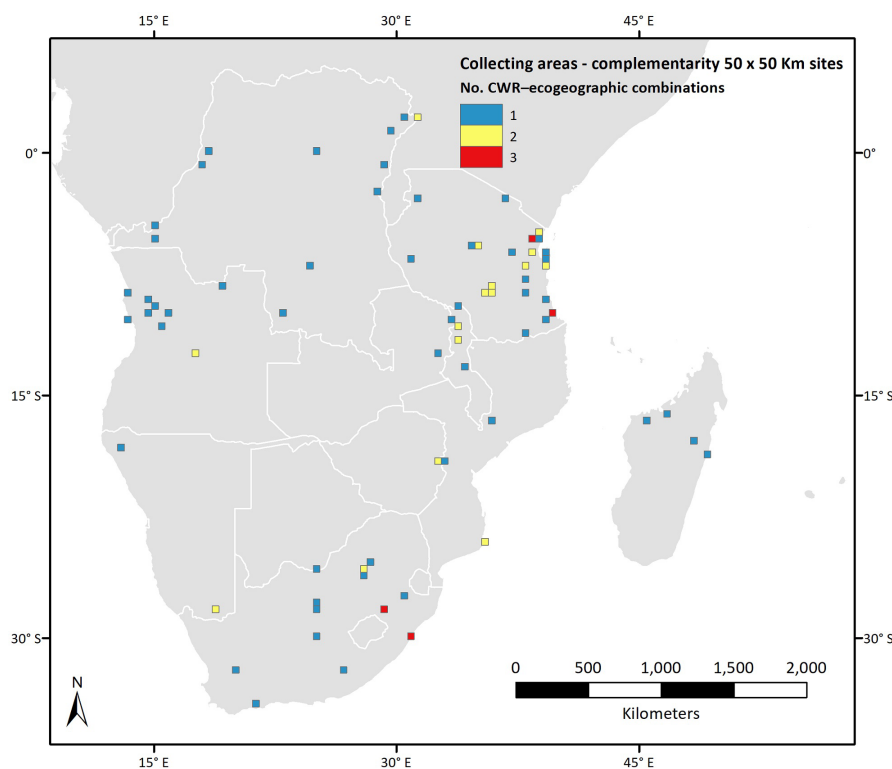 15° E 30° E 45° E
Collecting areas - complementarity 50 x 50 Km sites
No. CWR–ecogeographic combinations
1
2
3
0° 0°
15° S 15° S
30° S 30° S
N
0 500 1,000 1,500 2,000
Kilometers
15° E 30° E 45° E